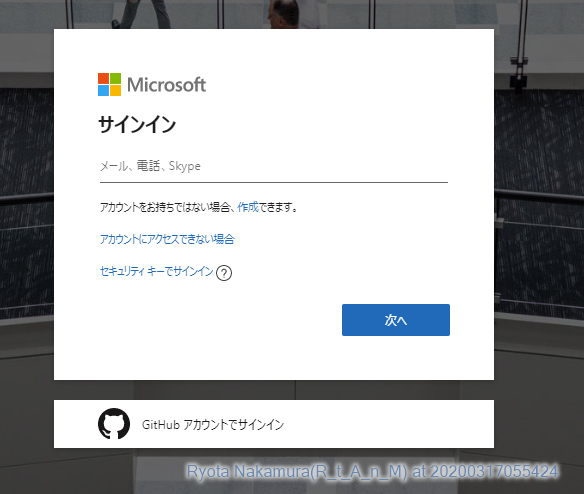 Microsoft
サインイン
メール、電話、Skype
アカウントをお持ちではない場合、作成できます。
アカウントにアクセスできない場合
セキュリティ キーでサインイン ?
次へ
GitHub アカウントでサインイン
Ryota Nakamura(R_t_A_n_M) at 20200317055424